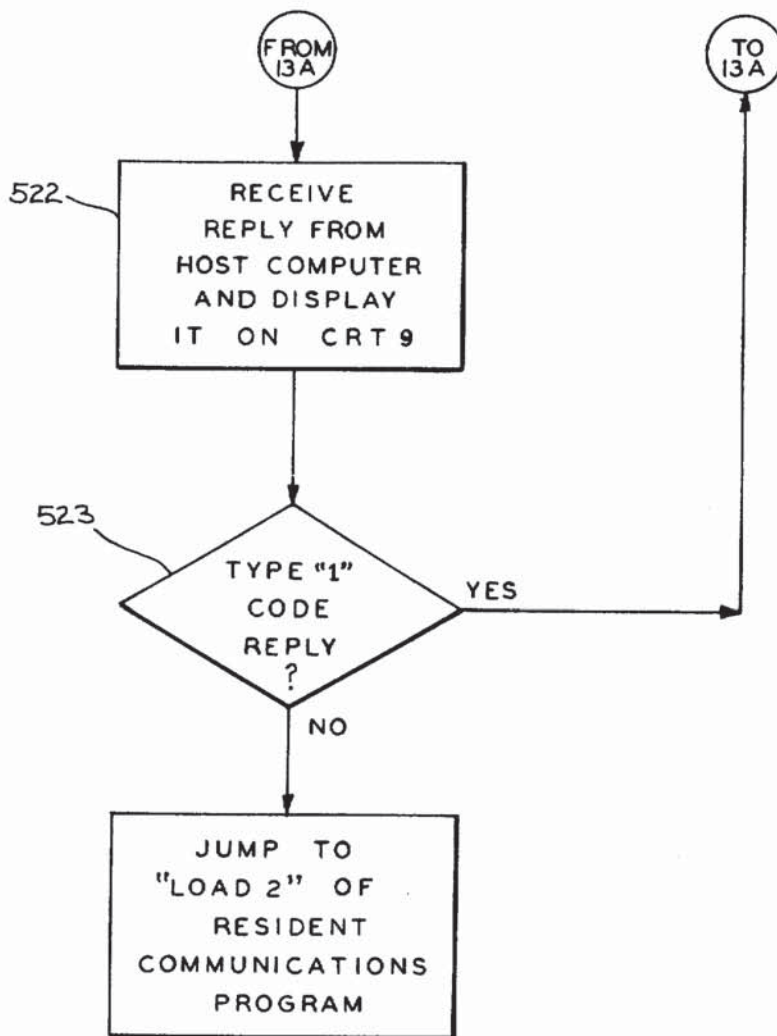 FROM
13A
TO
13A
522
RECEIVE
REPLY FROM
HOST COMPUTER
AND DISPLAY
IT ON CRT 9
523
TYPE "1"
CODE
REPLY
?
YES
NO
JUMP TO
"LOAD 2" OF
RESIDENT
COMMUNICATIONS
PROGRAM